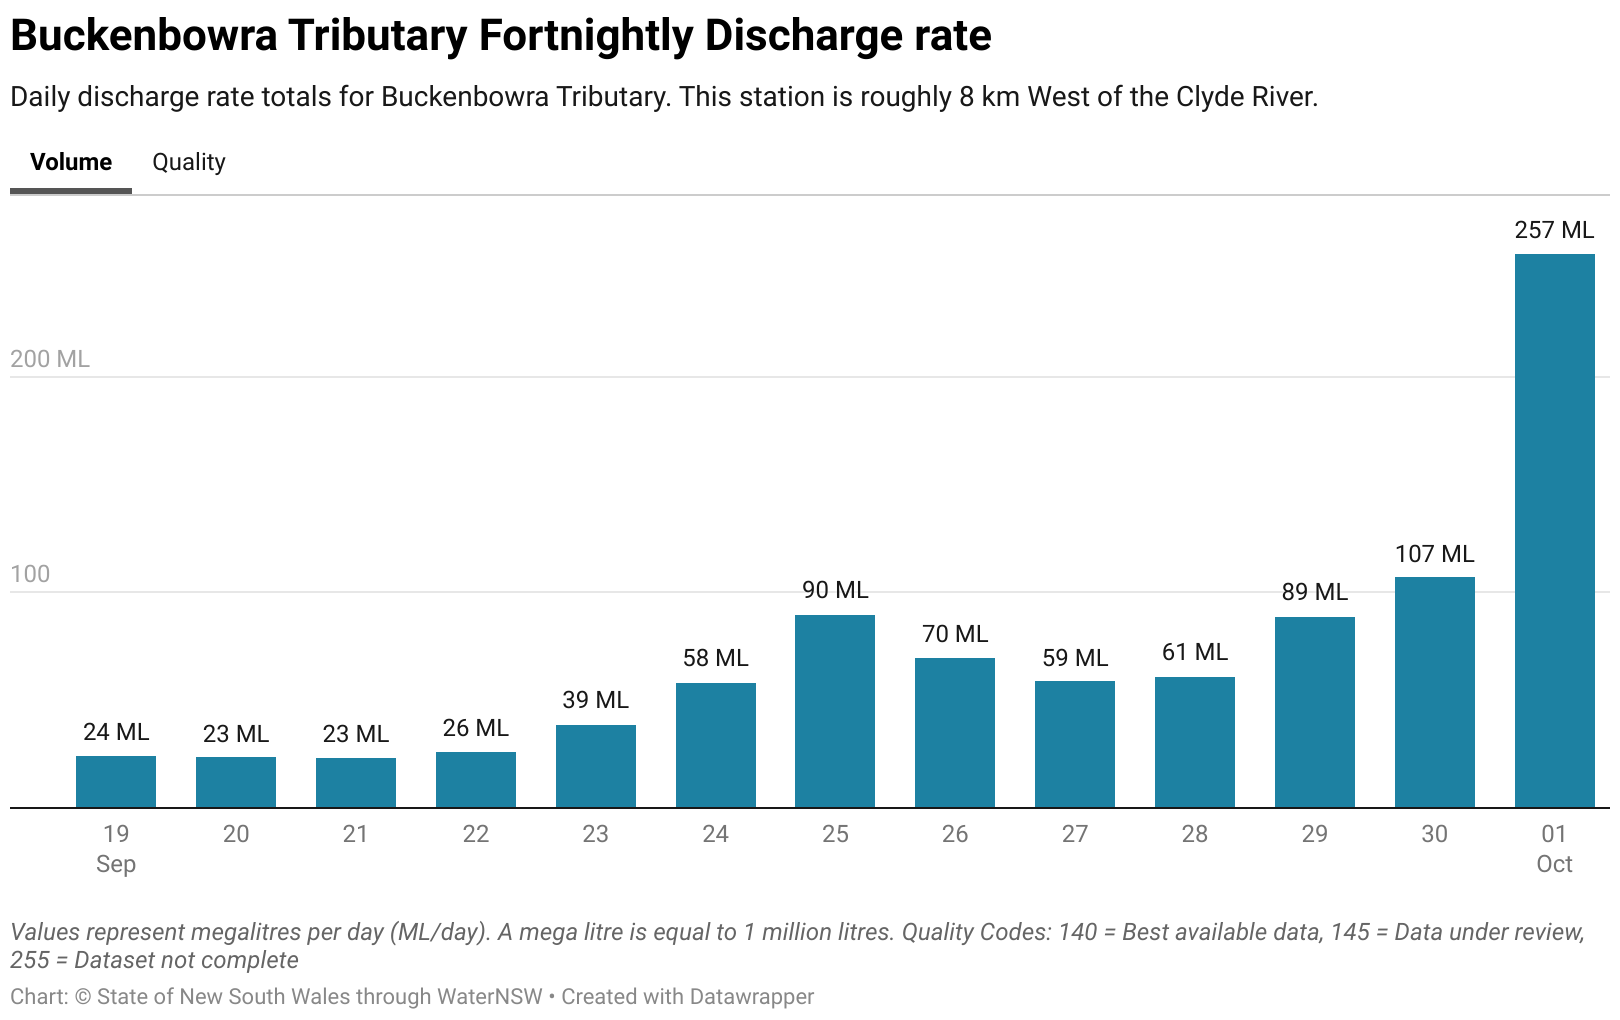 Buckenbowra Tributary Fortnightly Discharge rate
Daily discharge rate totals for Buckenbowra Tributary. This station is roughly 8 km West of the Clyde River.
Volume Quality
257 ML
200 ML
107 ML
100
90 ML
89 ML
70 ML
61 ML
58 ML
59 ML
39 ML
26 ML
24 ML
23 ML
23 ML
19 20 21 22 23 24 25 26 27 28 29 30 01
Sep Oct
Values represent megalitres per day (ML/day). A mega litre is equal to 1 million litres. Quality Codes: 140 = Best available data, 145 = Data under review,
255 = Dataset not complete
Chart: © State of New South Wales through WaterNSW • Created with Datawrapper